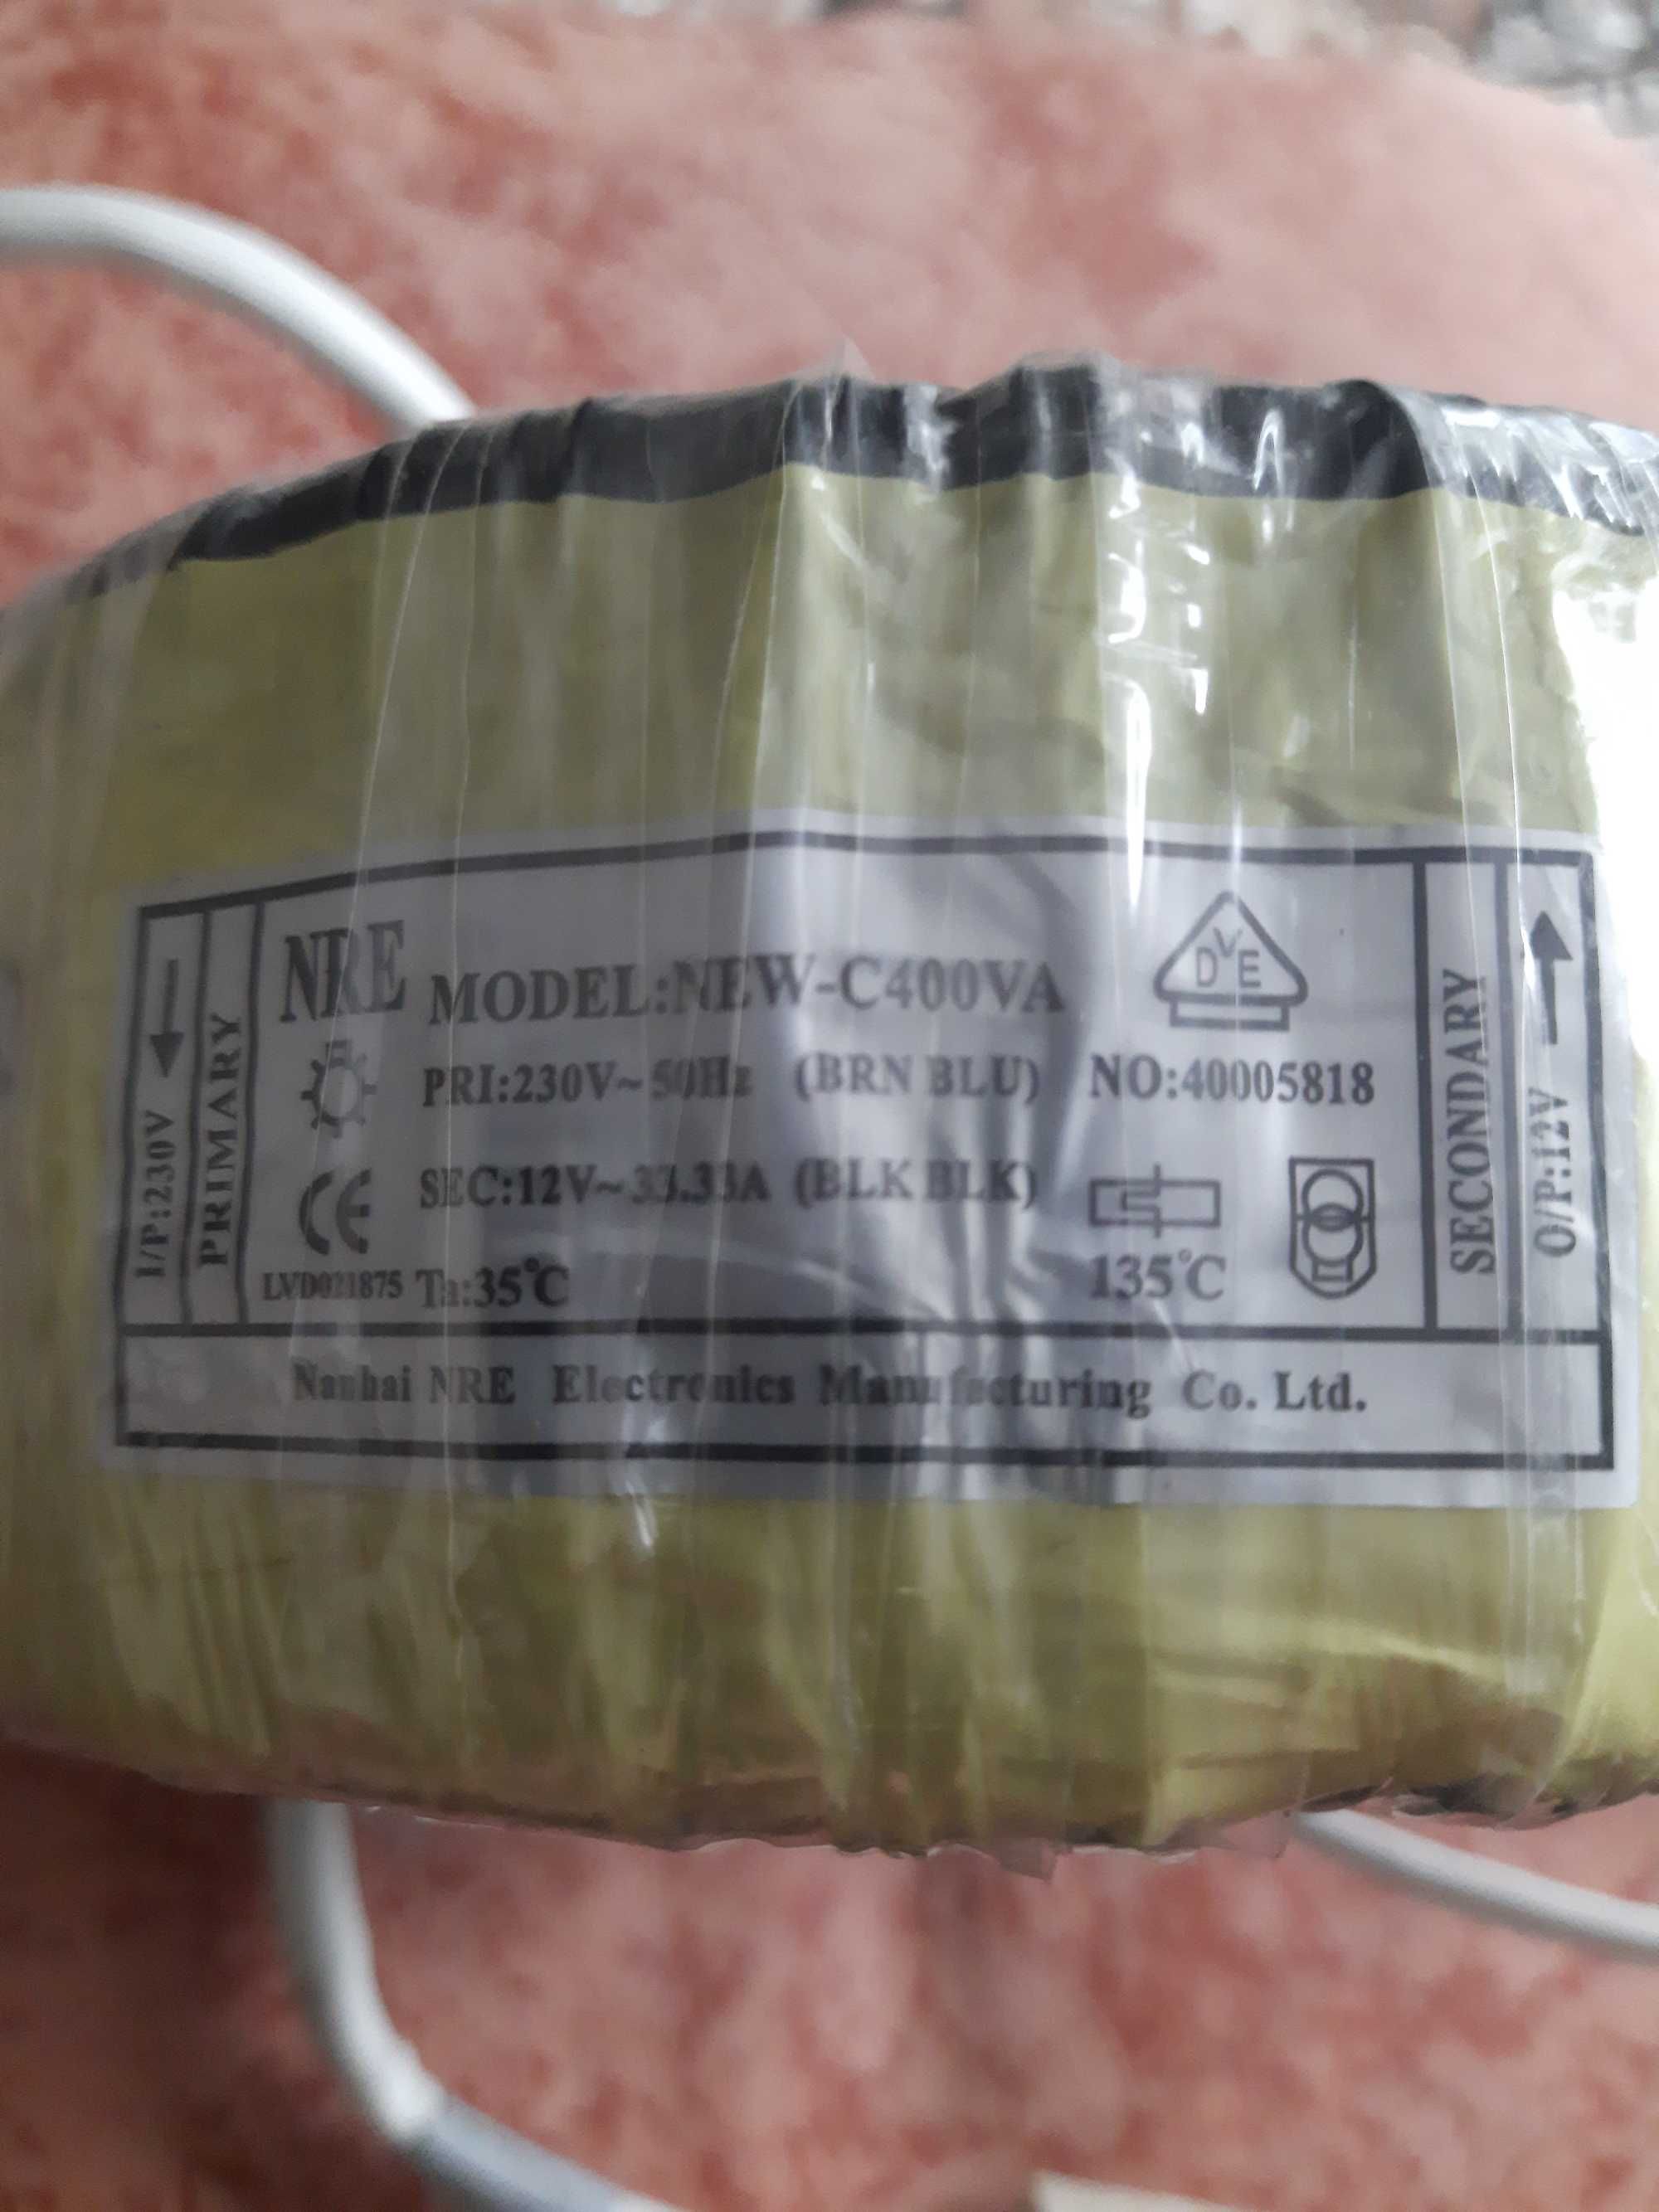 I/P:230V
PRIMARY
NRE MODEL:NEW-C400VA
DVE
PRI:230V~50Hz (BRN BLU) NO:40005818
CE SEC:12V~33.33A (BLK BLK)
LVD021875 Ta:35°C 135°C
SECONDARY
O/P:12V
Nanhai NRE Electronics Manufacturing Co. Ltd.